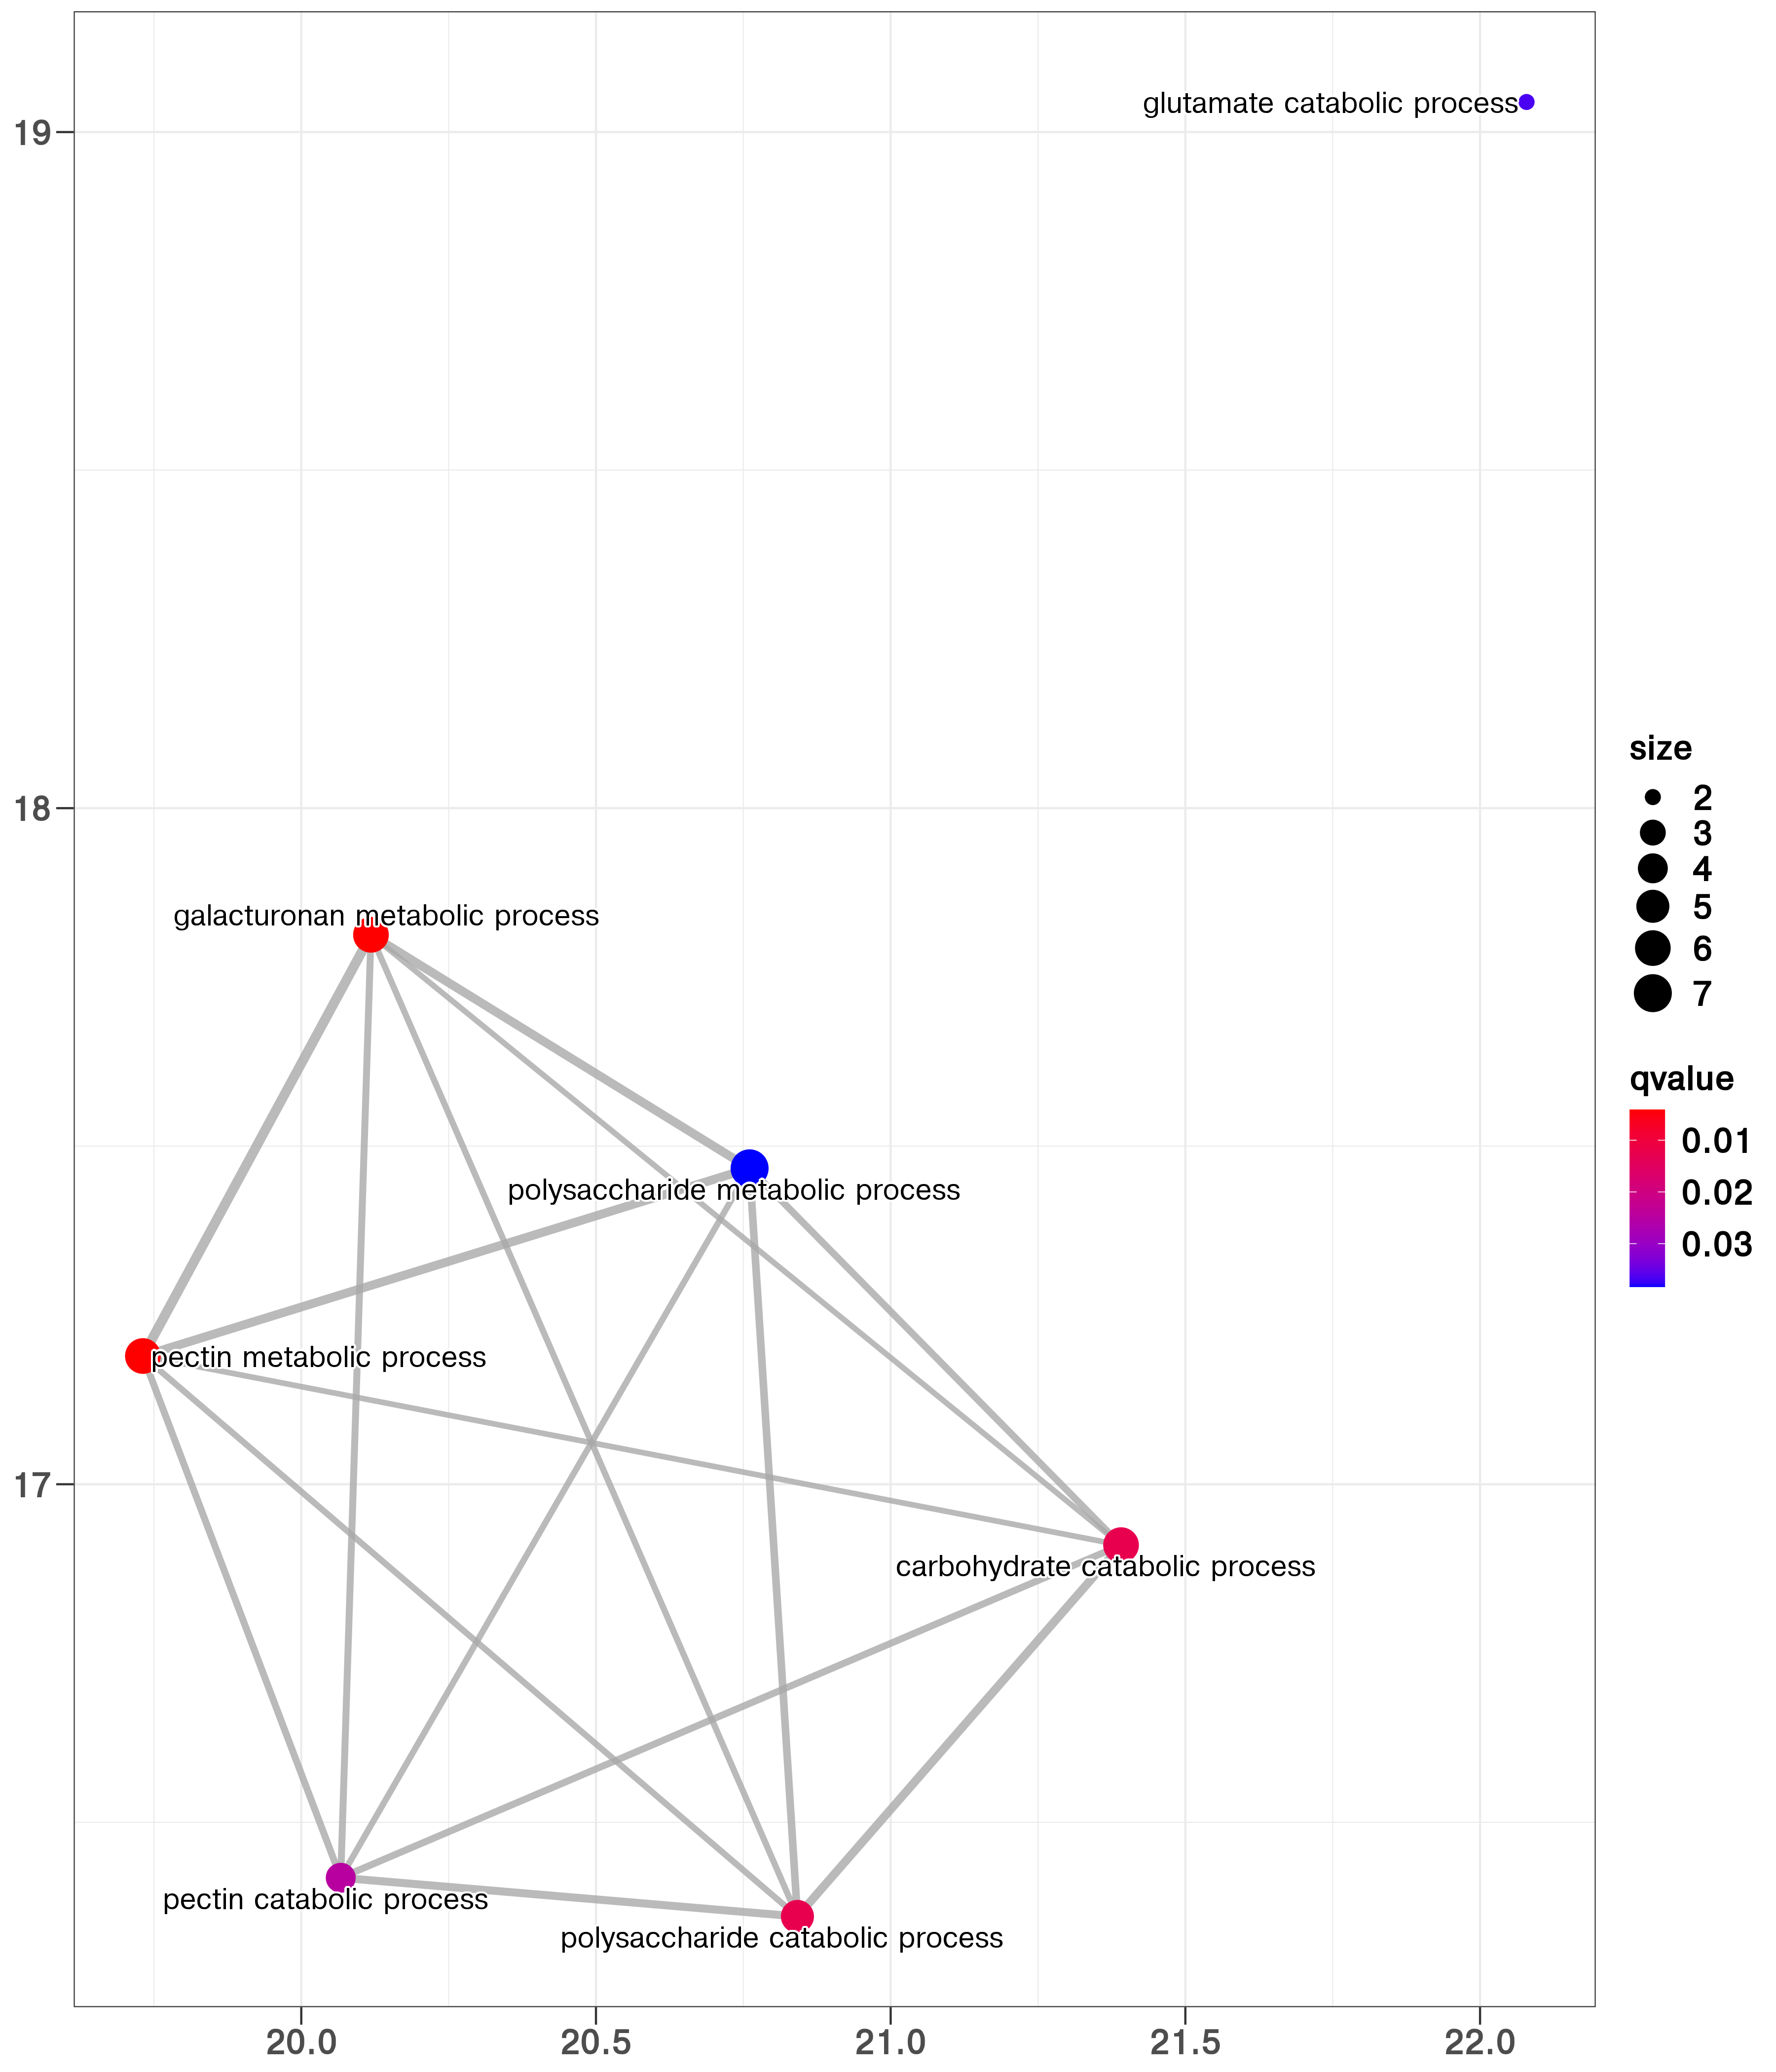 glutamate catabolic process
19
18
galacturonan metabolic process
polysaccharide metabolic process
pectin metabolic process
17
carbohydrate catabolic process
pectin catabolic process
polysaccharide catabolic process
20.0 20.5 21.0 21.5 22.0
size
2
3
4
5
6
7
qvalue
0.01
0.02
0.03